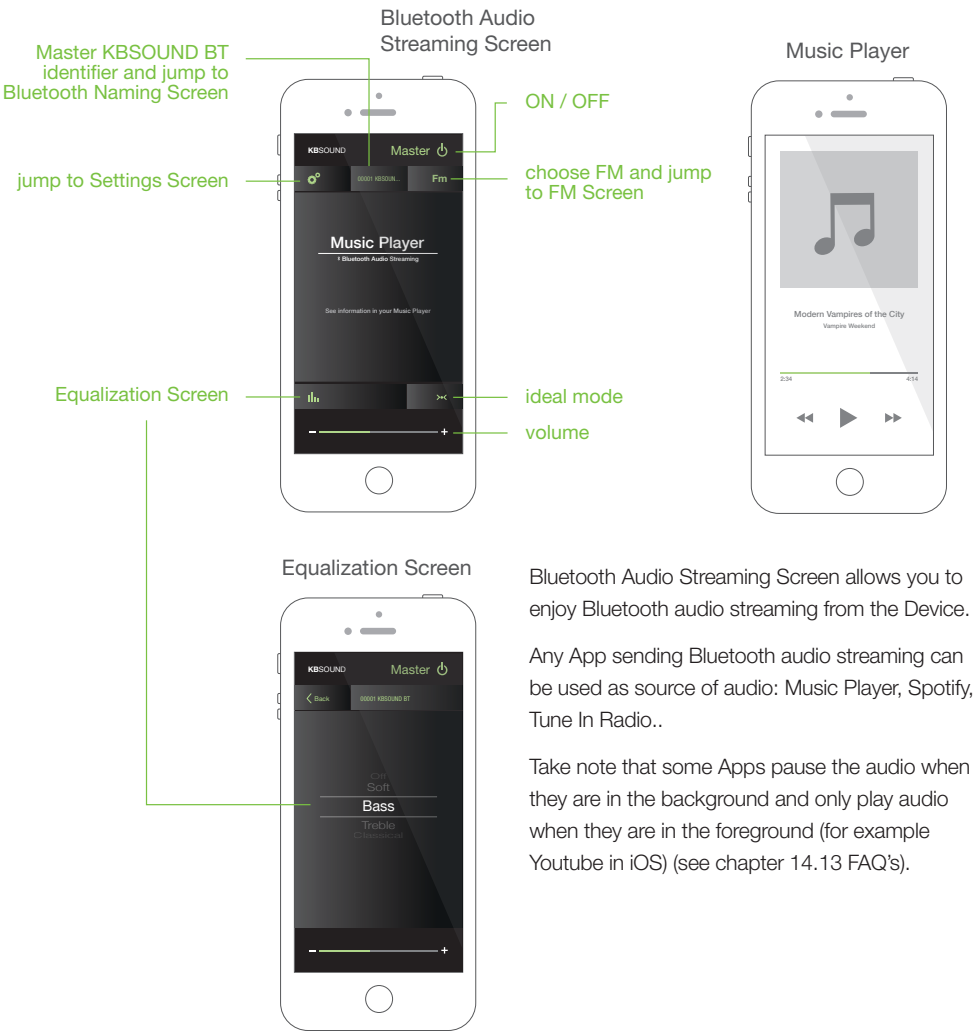 Bluetooth Audio
Streaming Screen
Master KBSOUND BT
identifier and jump to
Bluetooth Naming Screen
jump to Settings Screen
Equalization Screen
ON / OFF
choose FM and jump
to FM Screen
ideal mode
volume
KBSOUND
Master
00001 KBSOUN...
Fm
Music Player
Bluetooth Audio Streaming
See information in your Music Player
- +
Music Player
Modern Vampires of the City
Vampire Weekend
2:34 4:14
Equalization Screen
KBSOUND
Master
Back
00001 KBSOUND BT
Off
Soft
Bass
Treble
Classical
- +
Bluetooth Audio Streaming Screen allows you to
enjoy Bluetooth audio streaming from the Device.
Any App sending Bluetooth audio streaming can
be used as source of audio: Music Player, Spotify,
Tune In Radio..
Take note that some Apps pause the audio when
they are in the background and only play audio
when they are in the foreground (for example
Youtube in iOS) (see chapter 14.13 FAQ’s).